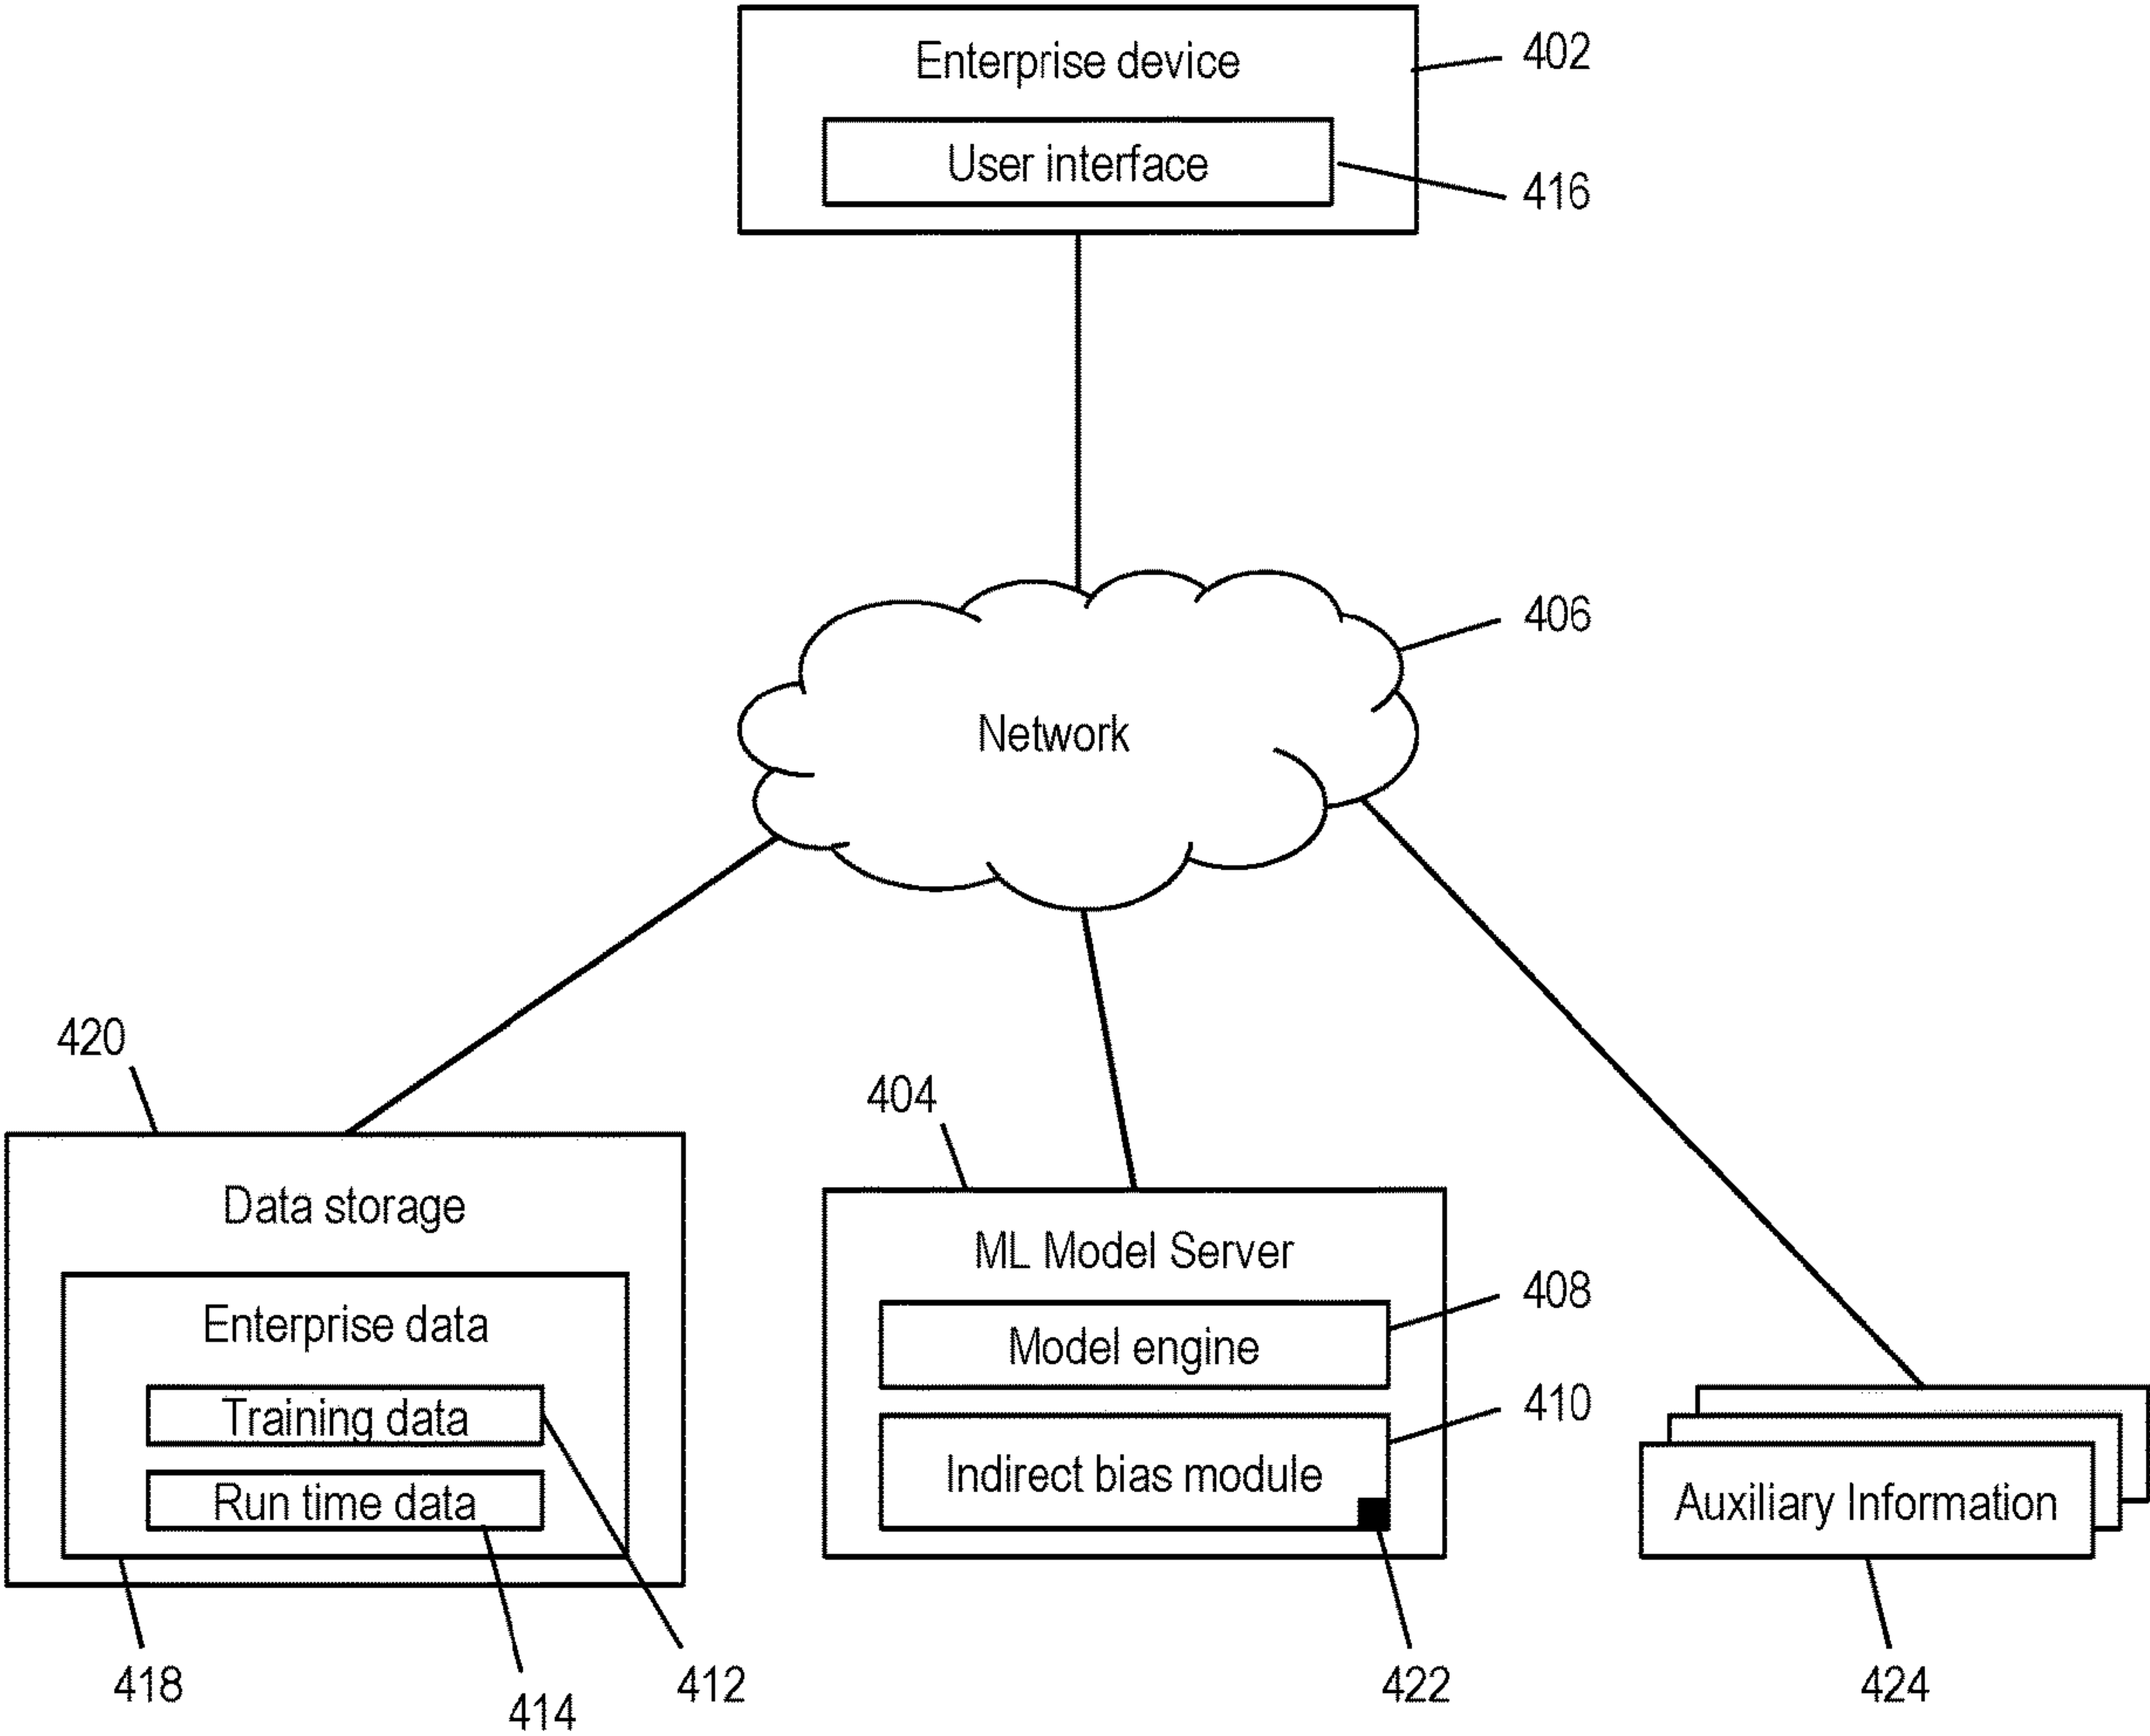 Enterprise device
402
User interface
416
406
Network
420
404
Data storage
ML Model Server
Enterprise data
408
Model engine
Training data
410
Indirect bias module
Run time data
Auxiliary Information
418
414
412
422
424